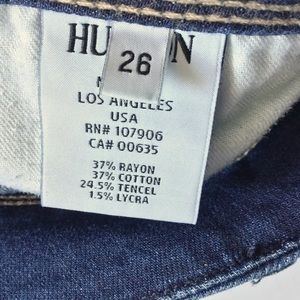 HU N
26
LOS ANGELES
USA
RN# 107906
CA# 00635
37% RAYON
37% COTTON
24.5% TENCEL
1.5% LYCRA